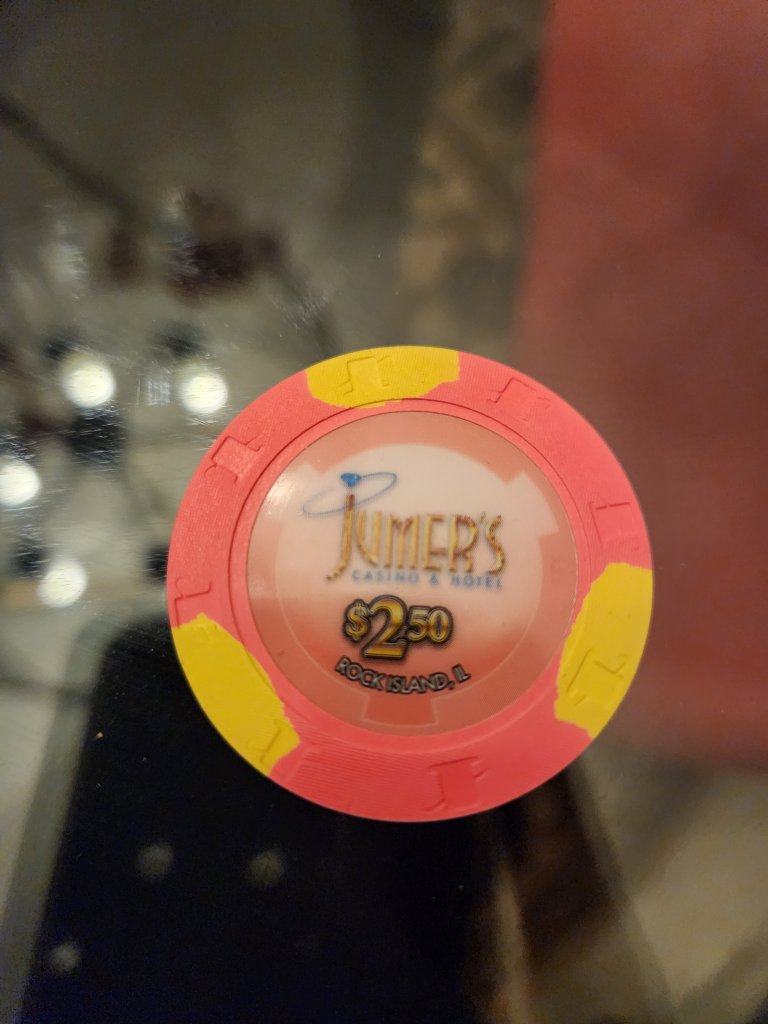 JUMER'S
CASINO & HOTEL
$2.50
ROCK ISLAND, IL